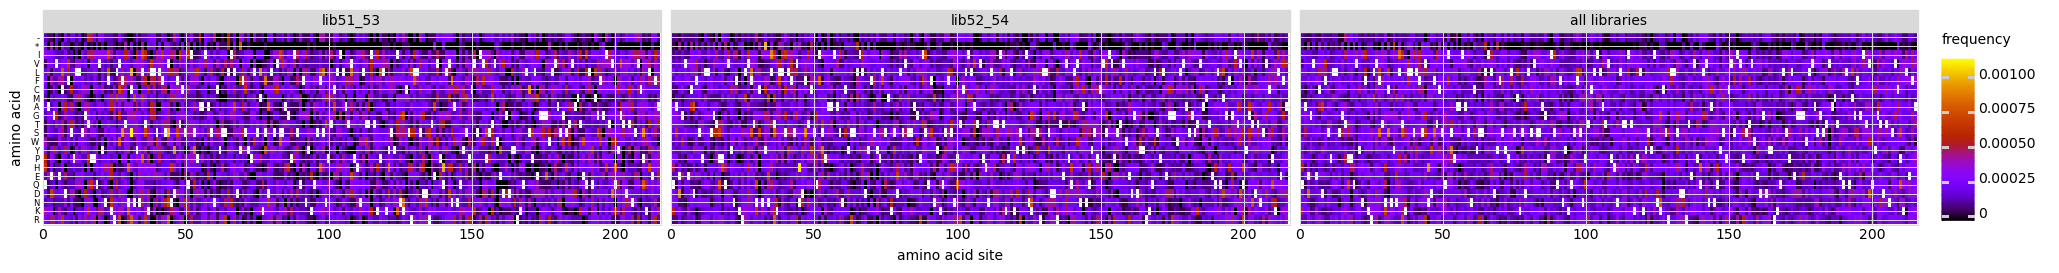 lib51_53 lib52_54 all libraries
frequency
amino acid
-
*
I
V
L
F
C
M
A
G
T
S
W
Y
P
H
E
Q
D
N
K
R
0.00100
0.00075
0.00050
0.00025
0
0 50 100 150 200 0 50 100 150 200 0 50 100 150 200
amino acid site